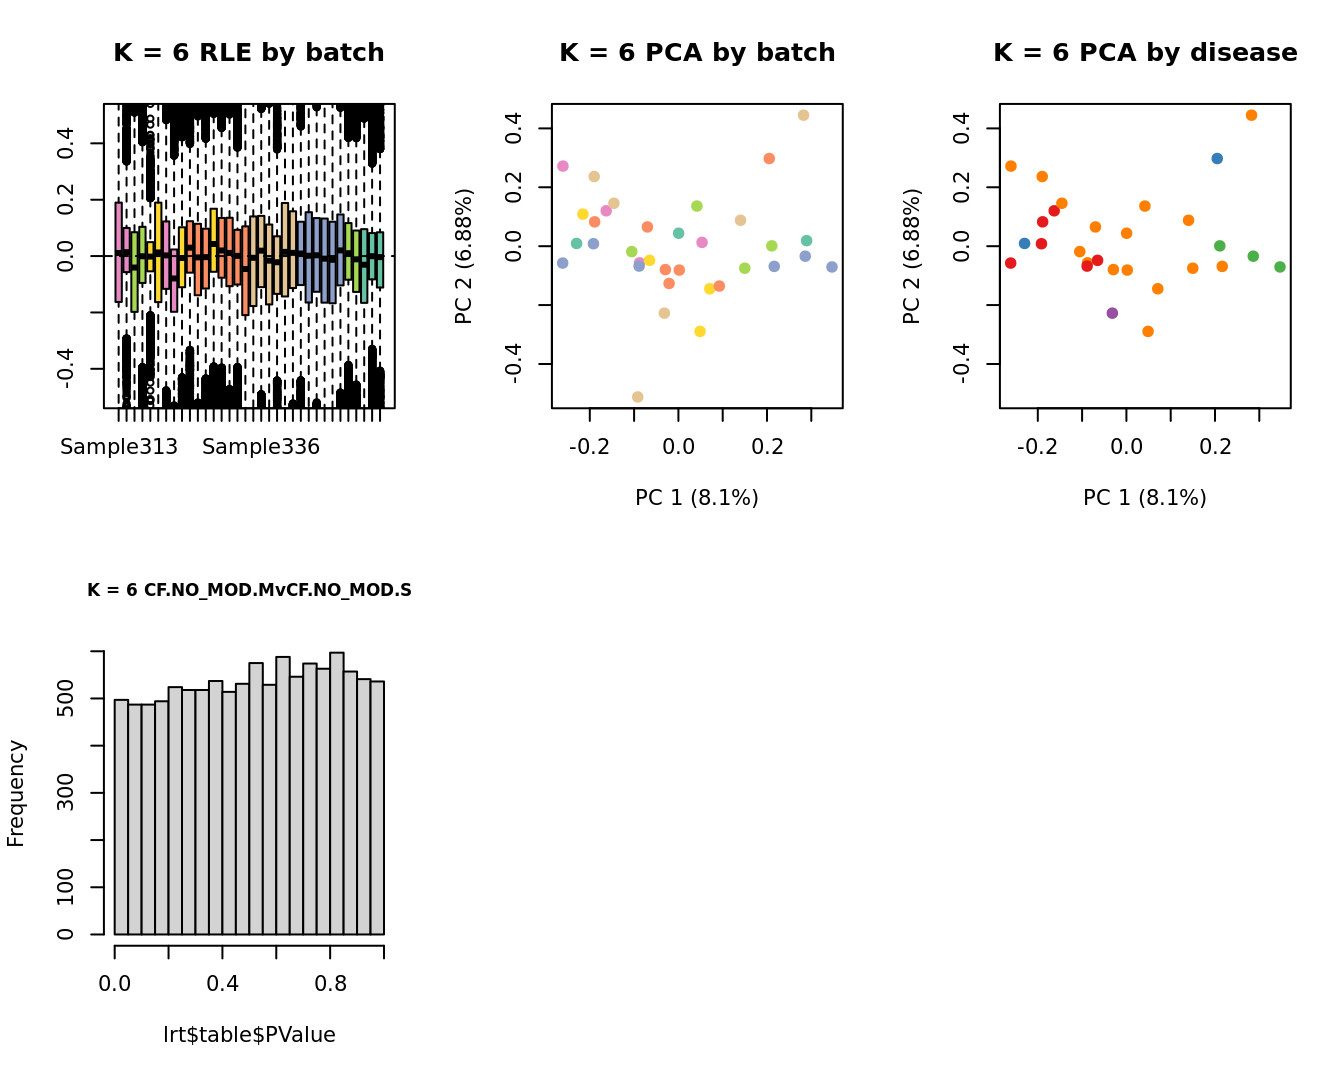 K = 6 RLE by batch
0.4
0.2
0.0
-0.4
Sample313 Sample336
K = 6 PCA by batch
PC 2 (6.88%)
0.4
0.2
0.0
-0.4
-0.2 0.0 0.2
PC 1 (8.1%)
K = 6 PCA by disease
PC 2 (6.88%)
0.4
0.2
0.0
-0.4
-0.2 0.0 0.2
PC 1 (8.1%)
K = 6 CF.NO_MOD.MvCF.NO_MOD.S
Frequency
500
300
100
0
0.0 0.4 0.8
lrt$table$PValue